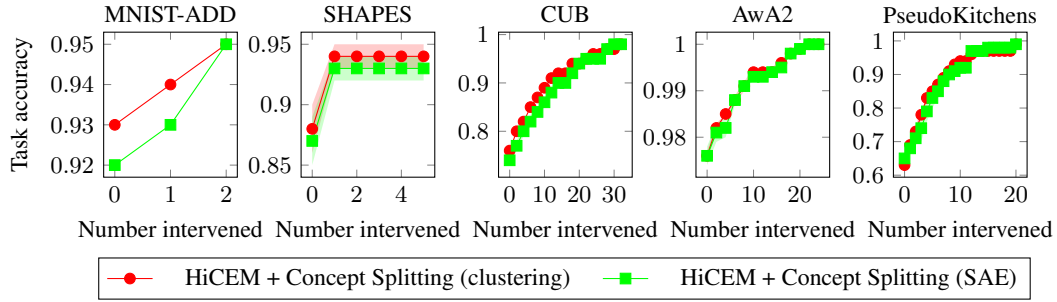 MNIST-ADD SHAPES CUB AwA2 PseudoKitchens
Task accuracy
0.95
0.94
0.93
0.92
0 1 2
0.95
0.9
0.85
0 2 4
1
0.9
0.8
0 10 20 30
1
0.99
0.98
0 10 20
1
0.9
0.8
0.7
0.6
0 10 20
Number intervened Number intervened Number intervened Number intervened Number intervened
HiCEM + Concept Splitting (clustering) HiCEM + Concept Splitting (SAE)